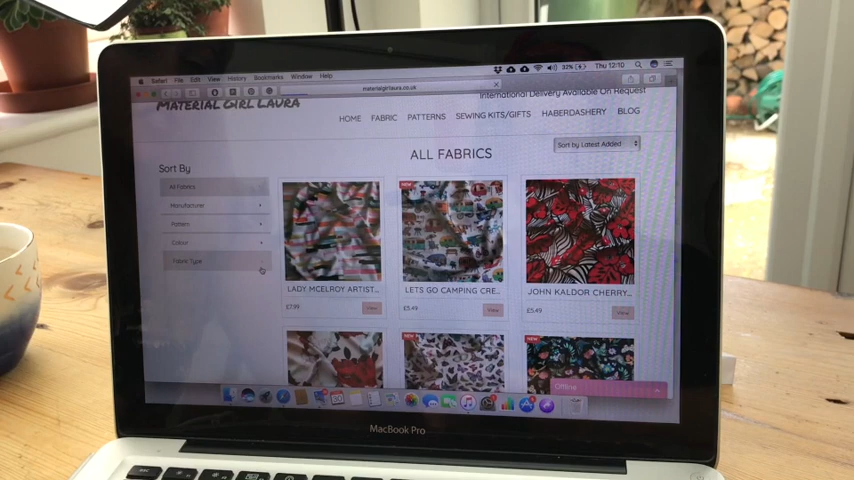 Safari File Edit View History Bookmarks Window Help
32% Thu 12:10
materialgirllaura.co.uk
MATERIAL GIRL LAURA
International Delivery Available On Request
HOME FABRIC PATTERNS SEWING KITS/GIFTS HABERDASHERY BLOG
ALL FABRICS
Sort by Latest Added
Sort By
All Fabrics
Manufacturer
Pattern
Colour
Fabric Type
NEW
LADY MCELROY ARTIST...
LETS GO CAMPING CRE...
JOHN KALDOR CHERRY...
£7.99 View
£5.49 View
£5.49 View
NEW
NEW
Offline
30
MacBook Pro
esc